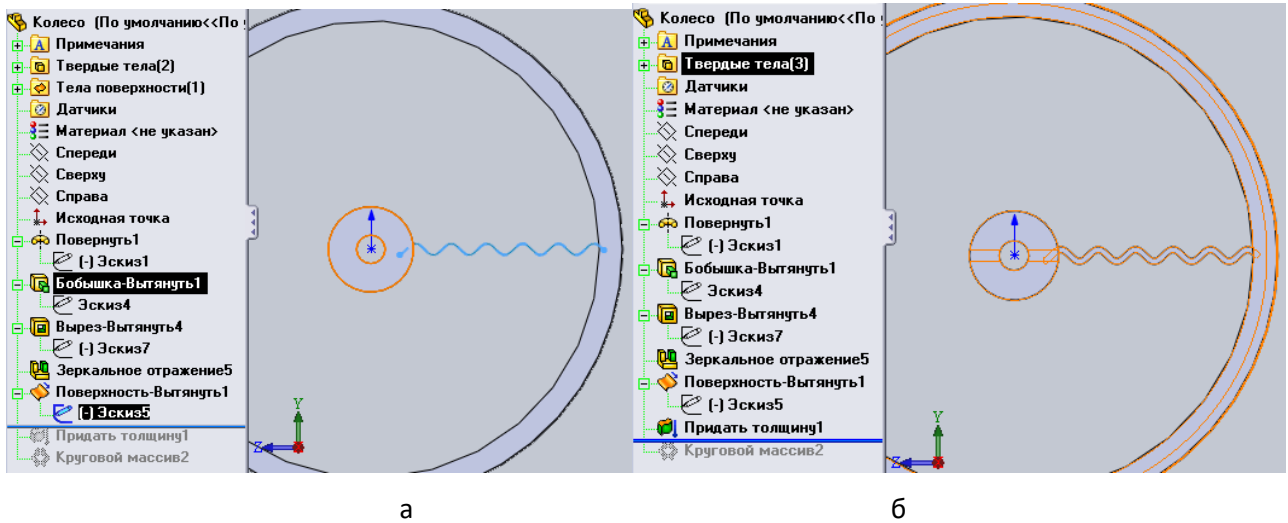 Колесо (По умолчанию<<По
Примечания
Твердые тела(2)
Тела поверхности(1)
Датчики
Материал <не указан>
Спереди
Сверху
Справа
Исходная точка
Повернуть1
(-) Эскиз1
Бобышка-Вытянуть1
Эскиз4
Вырез-Вытянуть4
(-) Эскиз7
Зеркальное отражение5
Поверхность-Вытянуть1
(-) Эскиз5
Придать толщину1
Круговой массив2
Y
Z
а
Колесо (По умолчанию<<По
Примечания
Твердые тела(3)
Датчики
Материал <не указан>
Спереди
Сверху
Справа
Исходная точка
Повернуть1
(-) Эскиз1
Бобышка-Вытянуть1
Эскиз4
Вырез-Вытянуть4
(-) Эскиз7
Зеркальное отражение5
Поверхность-Вытянуть1
(-) Эскиз5
Придать толщину1
Круговой массив2
Y
Z
б